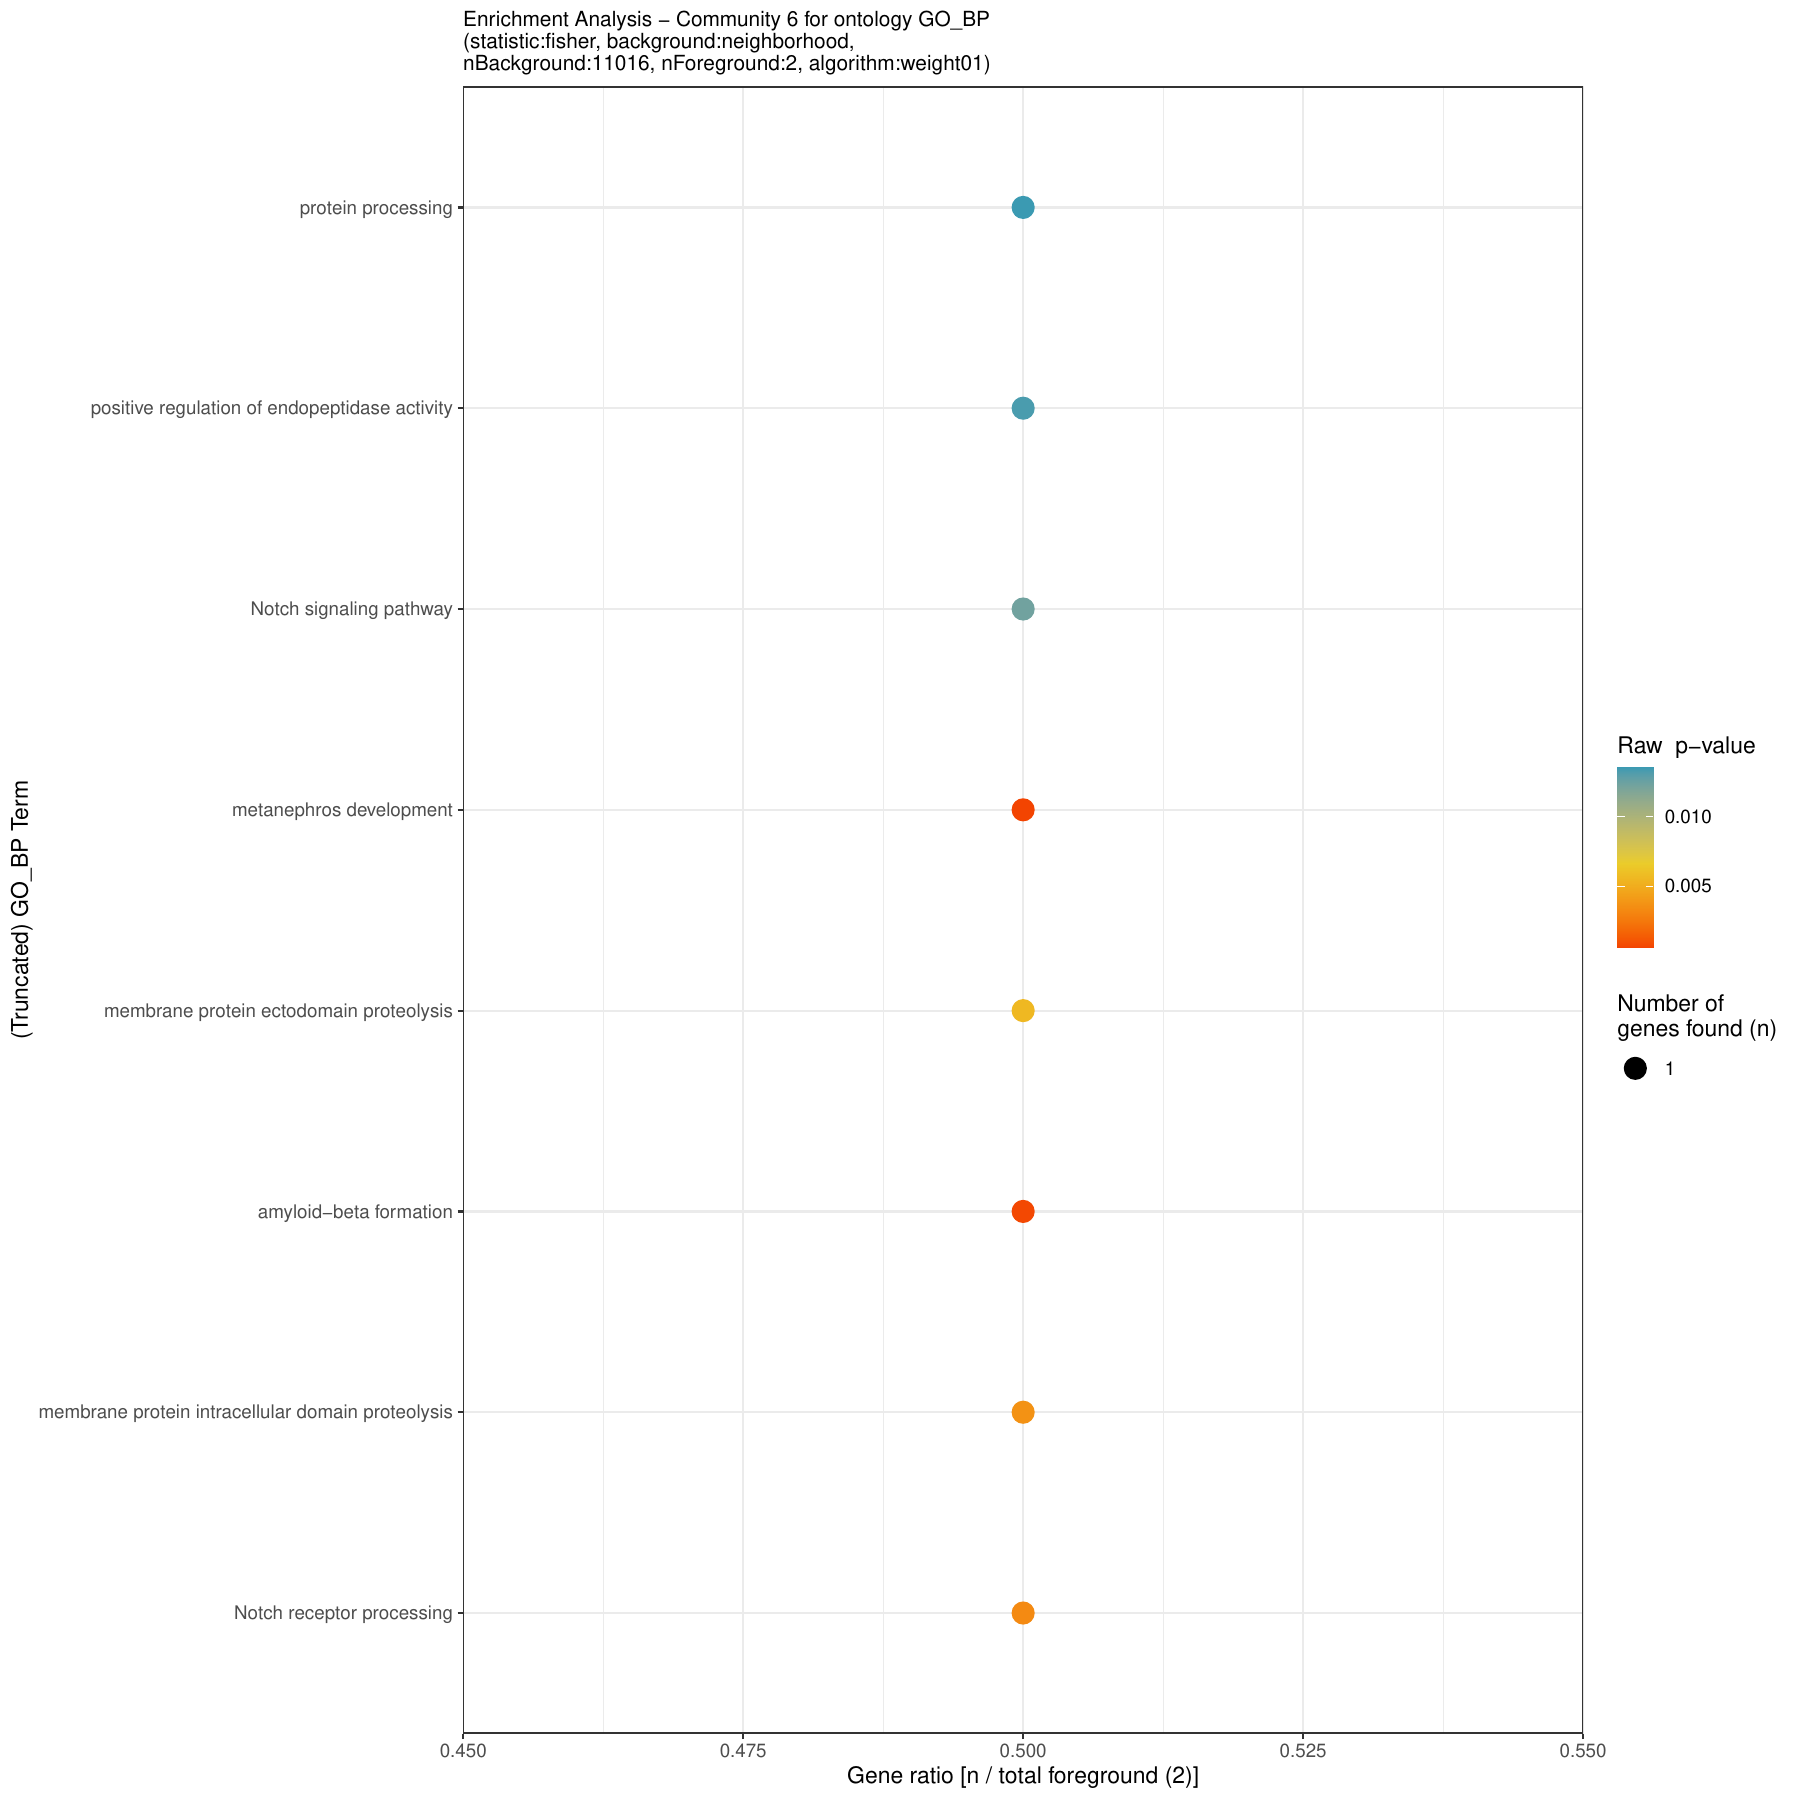 Enrichment Analysis − Community 6 for ontology GO_BP
(statistic:fisher, background:neighborhood,
nBackground:11016, nForeground:2, algorithm:weight01)
(Truncated) GO_BP Term
protein processing
positive regulation of endopeptidase activity
Notch signaling pathway
metanephros development
membrane protein ectodomain proteolysis
amyloid−beta formation
membrane protein intracellular domain proteolysis
Notch receptor processing
0.450
0.475
0.500
0.525
0.550
Gene ratio [n / total foreground (2)]
Raw  p−value
0.010
0.005
Number of
genes found (n)
1